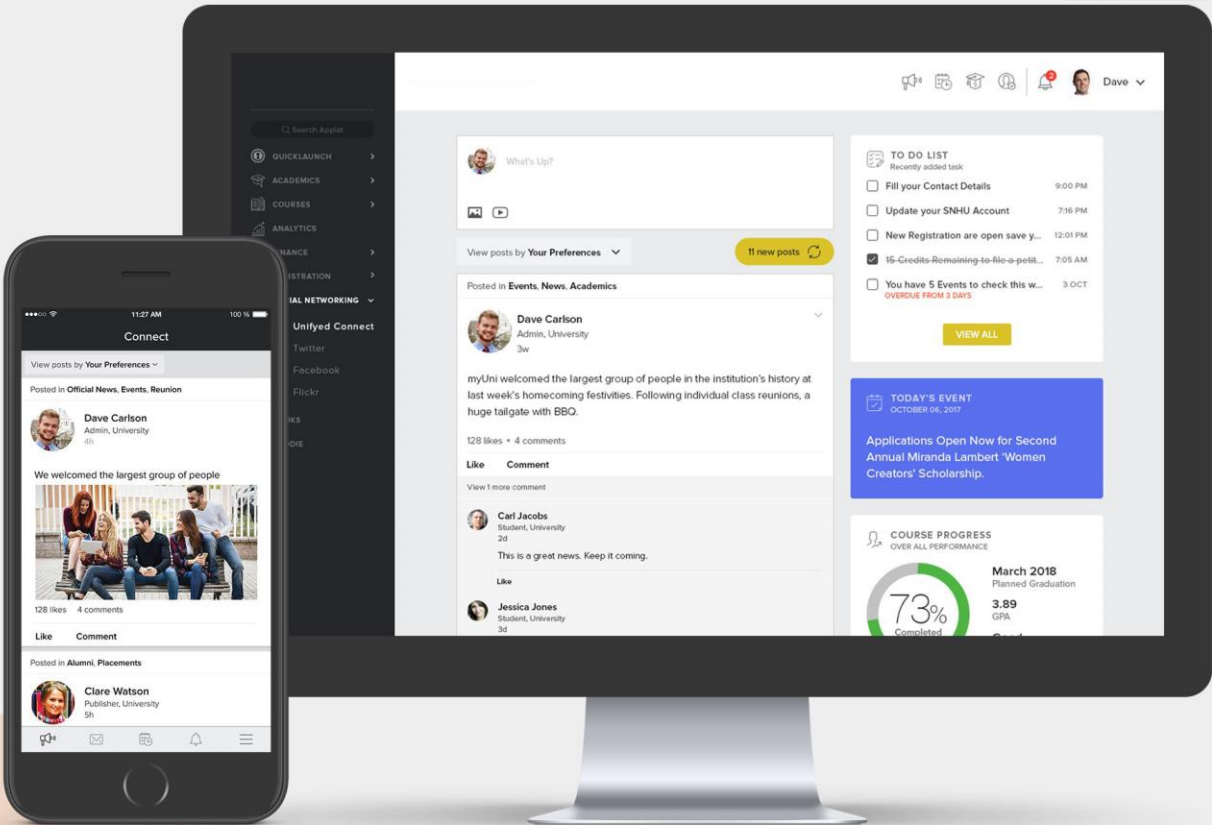 Search Applet
QUICKLAUNCH
ACADEMICS
COURSES
ANALYTICS
NANCE
ISTRATION
IAL NETWORKING
Unifyed Connect
Twitter
Facebook
Flickr
KS
DIE
2
Dave
What's Up?
View posts by Your Preferences
11 new posts
Posted in Events, News, Academics
Dave Carlson
Admin, University
3w
myUni welcomed the largest group of people in the institution's history at
last week's homecoming festivities. Following individual class reunions, a
huge tailgate with BBQ.
128 likes • 4 comments
Like Comment
View 1 more comment
Carl Jacobs
Student, University
2d
This is a great news. Keep it coming.
Like
Jessica Jones
Student, University
3d
TO DO LIST
Recently added task
Fill your Contact Details 9:00 PM
Update your SNHU Account 7:16 PM
New Registration are open save y... 12:01 PM
15 Credits Remaining to file a petit... 7:05 AM
You have 5 Events to check this w... 3 OCT
OVERDUE FROM 3 DAYS
VIEW ALL
TODAY'S EVENT
OCTOBER 06, 2017
Applications Open Now for Second
Annual Miranda Lambert 'Women
Creators' Scholarship.
COURSE PROGRESS
OVER ALL PERFORMANCE
73%
Completed
March 2018
Planned Graduation
3.89
GPA
11:27 AM
100 %
Connect
View posts by Your Preferences
Posted in Official News, Events, Reunion
Dave Carlson
Admin, University
4h
We welcomed the largest group of people
128 likes 4 comments
Like Comment
Posted in Alumni, Placements
Clare Watson
Publisher, University
5h